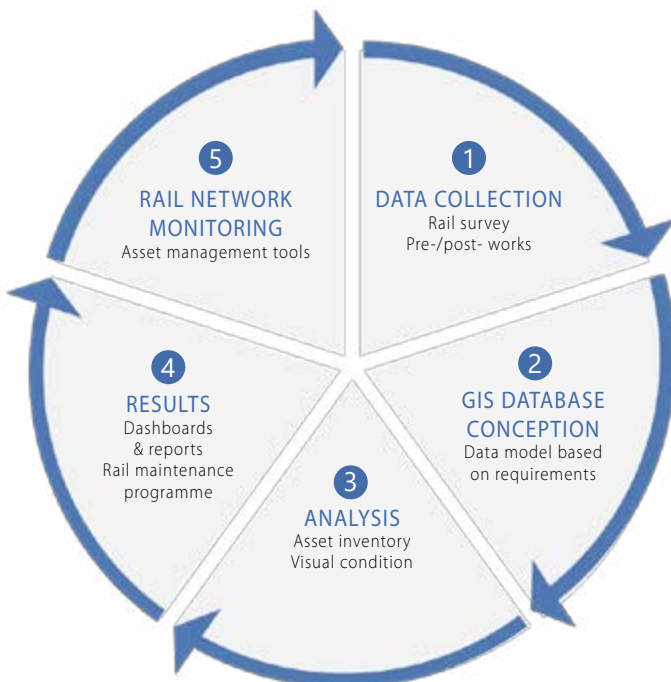 1
DATA COLLECTION
Rail survey
Pre-/post- works
2
GIS DATABASE
CONCEPTION
Data model based
on requirements
3
ANALYSIS
Asset inventory
Visual condition
4
RESULTS
Dashboards
& reports
Rail maintenance
programme
5
RAIL NETWORK
MONITORING
Asset management tools